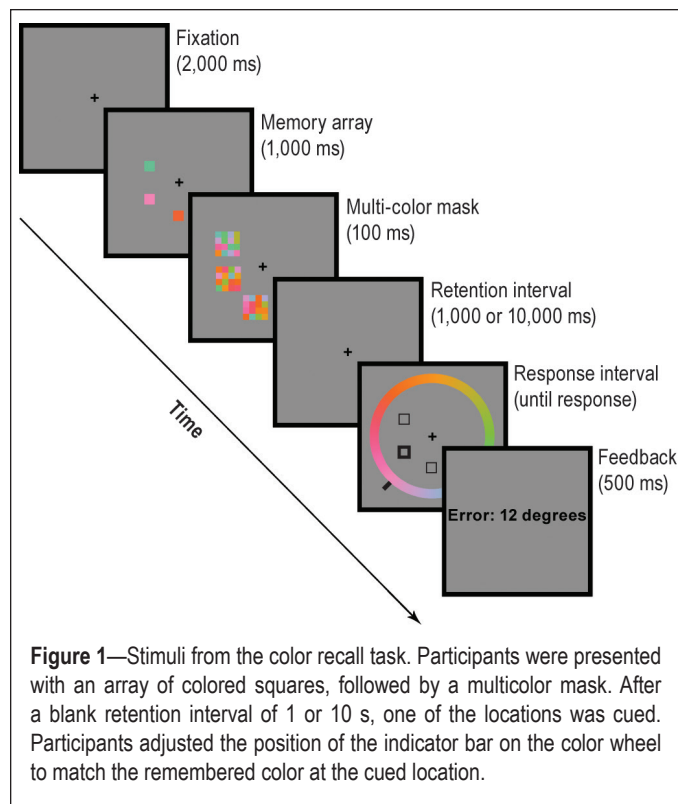 Fixation
(2,000 ms)
Memory array
(1,000 ms)
Multi-color mask
(100 ms)
Retention interval
(1,000 or 10,000 ms)
Response interval
(until response)
Feedback
(500 ms)
Time
Error: 12 degrees
Figure 1—Stimuli from the color recall task. Participants were presented
with an array of colored squares, followed by a multicolor mask. After
a blank retention interval of 1 or 10 s, one of the locations was cued.
Participants adjusted the position of the indicator bar on the color wheel
to match the remembered color at the cued location.